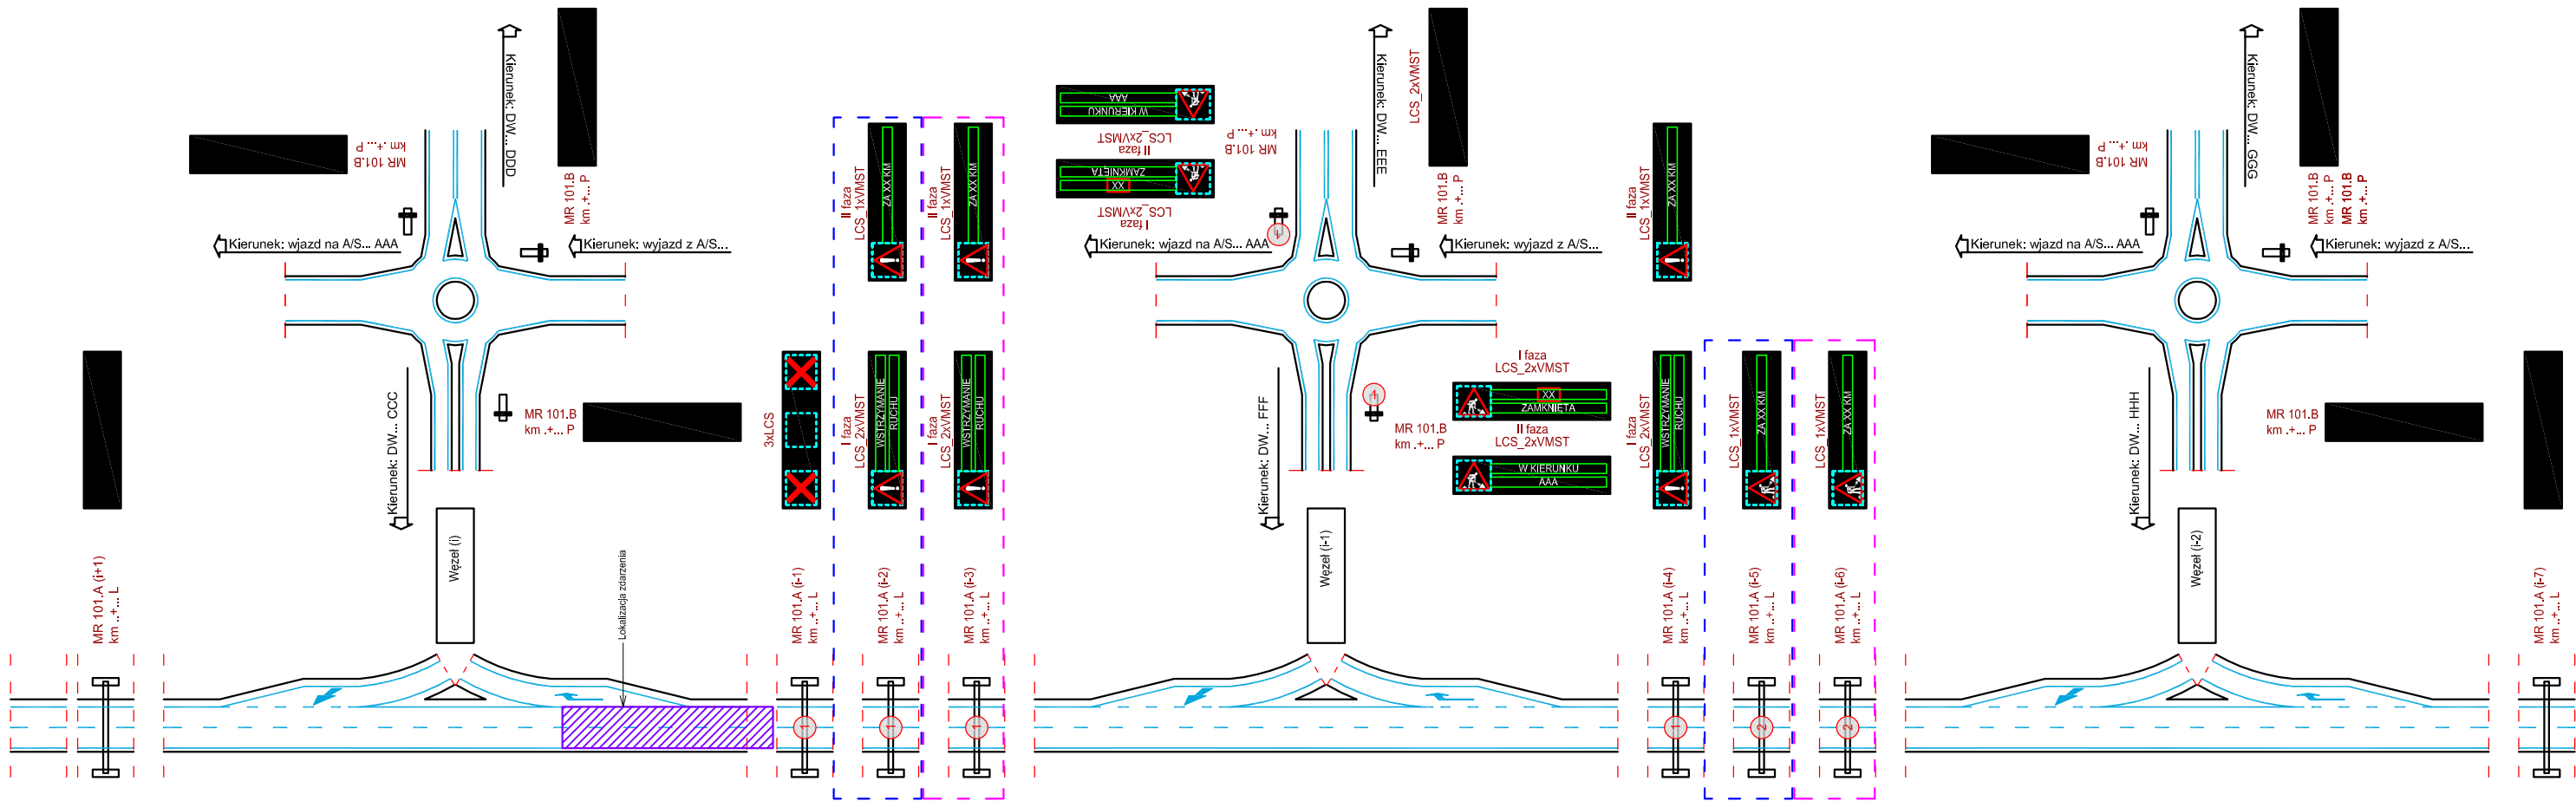 Kierunek: DW... DDD
MR 101.B
km .+... P
MR 101.B
km .+... P
Kierunek: wjazd na A/S... AAA
Kierunek: wyjazd z A/S...
Kierunek: DW... CCC
MR 101.B
km .+... P
Węzeł (i)
Lokalizacja zdarzenia
MR 101.A (i+1)
km ..+... L
3xLCS
MR 101.A (i-1)
km ..+... L
1
II faza
LCS_1xVMST
ZA XX KM
I faza
LCS_2xVMST
WSTRZYMANIE
RUCHU
MR 101.A (i-2)
km ..+... L
1
II faza
LCS_1xVMST
ZA XX KM
I faza
LCS_2xVMST
WSTRZYMANIE
RUCHU
MR 101.A (i-3)
km ..+... L
1
Kierunek: DW... EEE
LCS_2xVMST
MR 101.B
km .+... P
W KIERUNKU
AAA
II faza
LCS_2xVMST
MR 101.B
km .+... P
XX
ZAMKNIĘTA
I faza
LCS_2xVMST
1
Kierunek: wjazd na A/S... AAA
Kierunek: wyjazd z A/S...
Kierunek: DW... FFF
1
MR 101.B
km .+... P
I faza
LCS_2xVMST
XX
ZAMKNIĘTA
II faza
LCS_2xVMST
W KIERUNKU
AAA
Węzeł (i-1)
II faza
LCS_1xVMST
ZA XX KM
I faza
LCS_2xVMST
WSTRZYMANIE
RUCHU
MR 101.A (i-4)
km ..+... L
1
LCS_1xVMST
ZA XX KM
MR 101.A (i-5)
km ..+... L
2
LCS_1xVMST
ZA XX KM
MR 101.A (i-6)
km ..+... L
2
Kierunek: DW... GGG
MR 101.B
km .+... P
MR 101.B
km .+... P
MR 101.B
km .+... P
Kierunek: wjazd na A/S... AAA
Kierunek: wyjazd z A/S...
Kierunek: DW... HHH
MR 101.B
km .+... P
Węzeł (i-2)
MR 101.A (i-7)
km ..+... L